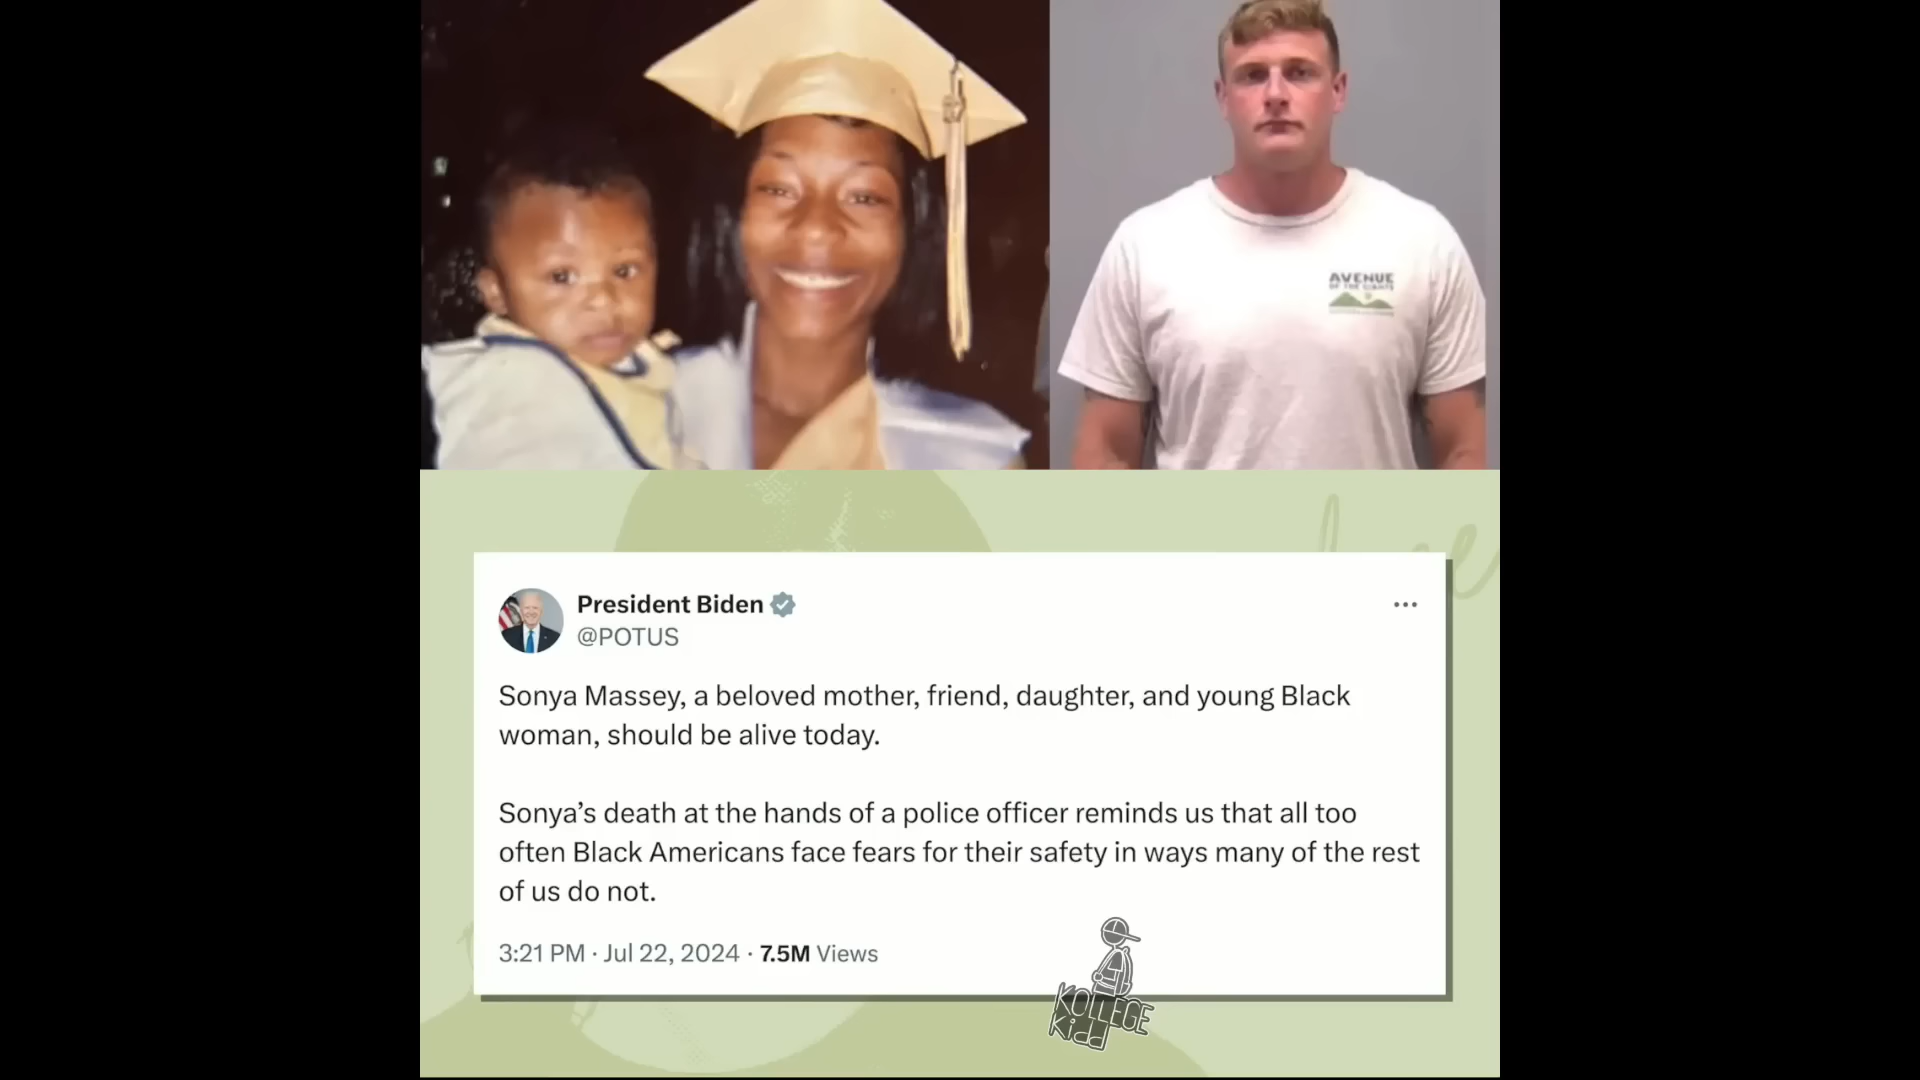 AVENUE
OF THE GIANTS
President Biden
@POTUS
Sonya Massey, a beloved mother, friend, daughter, and young Black
woman, should be alive today.
Sonya’s death at the hands of a police officer reminds us that all too
often Black Americans face fears for their safety in ways many of the rest
of us do not.
3:21 PM · Jul 22, 2024 · 7.5M Views
KOLLEGE
Kidd